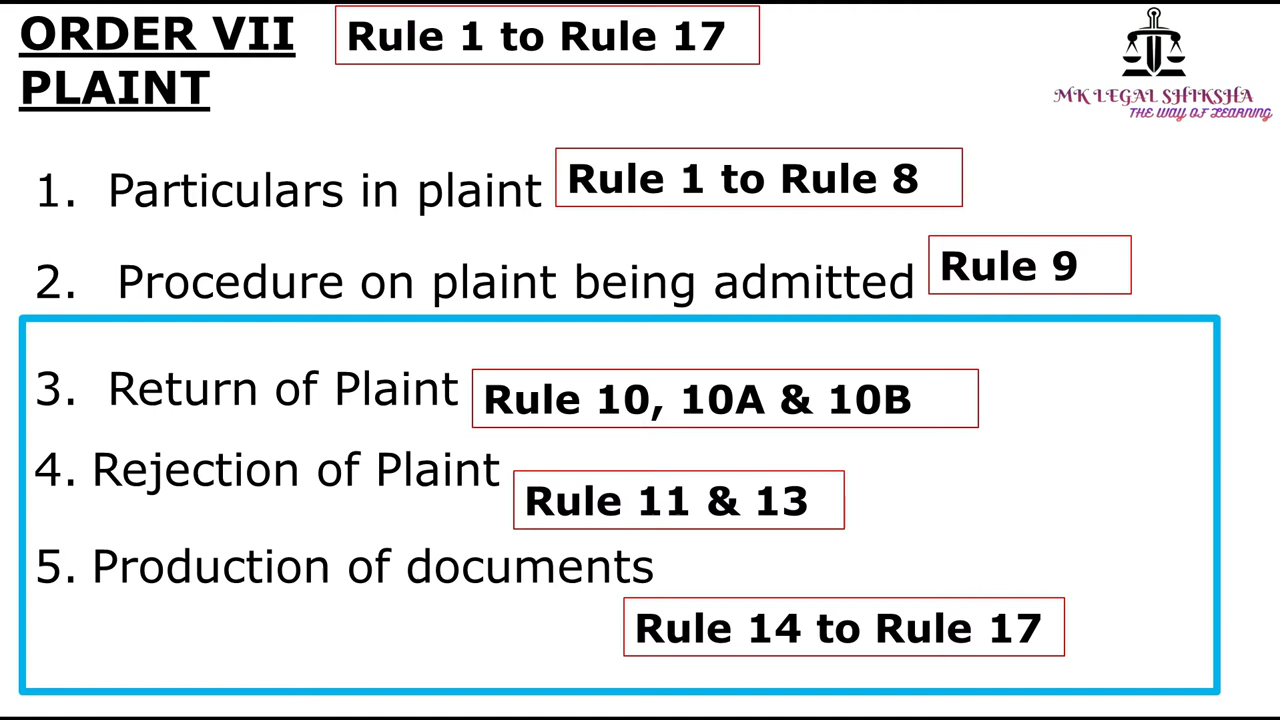 ORDER VII
Rule 1 to Rule 17
PLAINT
MK LEGAL SHIKSHA
THE WAY OF LEARNING
1. Particulars in plaint
Rule 1 to Rule 8
2. Procedure on plaint being admitted
Rule 9
3. Return of Plaint
Rule 10, 10A & 10B
4. Rejection of Plaint
Rule 11 & 13
5. Production of documents
Rule 14 to Rule 17